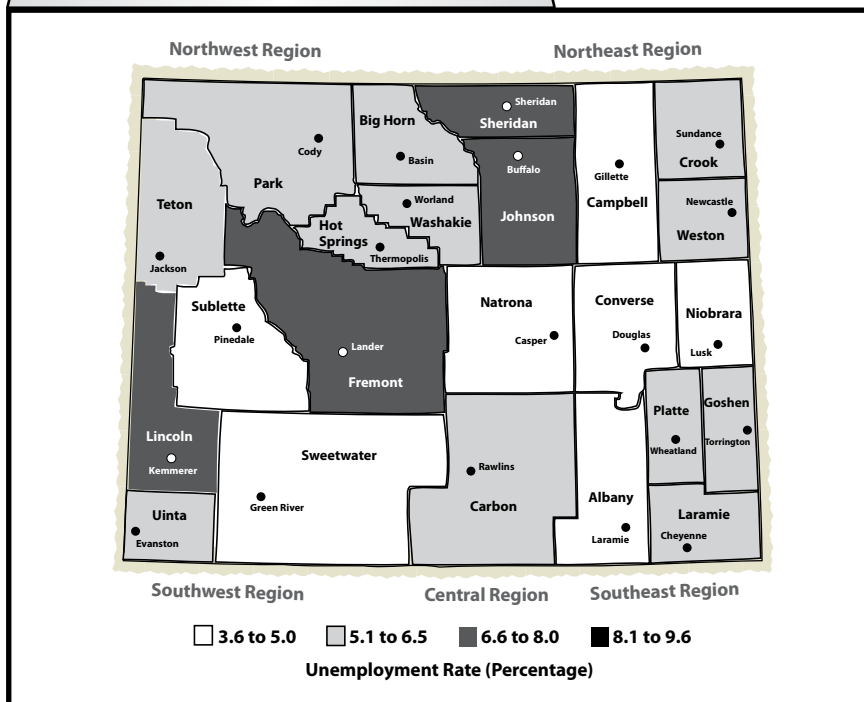 Northwest Region
Northeast Region
Sheridan
Sheridan
Big Horn
Cody
Basin
Buffalo
Sundance
Crook
Gillette
Park
Teton
Worland
Washakie
Johnson
Campbell
Newcastle
Weston
Hot
Springs
Thermopolis
Jackson
Sublette
Pinedale
Natrona
Casper
Converse
Douglas
Niobrara
Lusk
Lander
Fremont
Platte
Wheatland
Goshen
Torrington
Lincoln
Kemmerer
Sweetwater
Green River
Rawlins
Carbon
Albany
Laramie
Laramie
Cheyenne
Uinta
Evanston
Southwest Region
Central Region
Southeast Region
3.6 to 5.0
5.1 to 6.5
6.6 to 8.0
8.1 to 9.6
Unemployment Rate (Percentage)